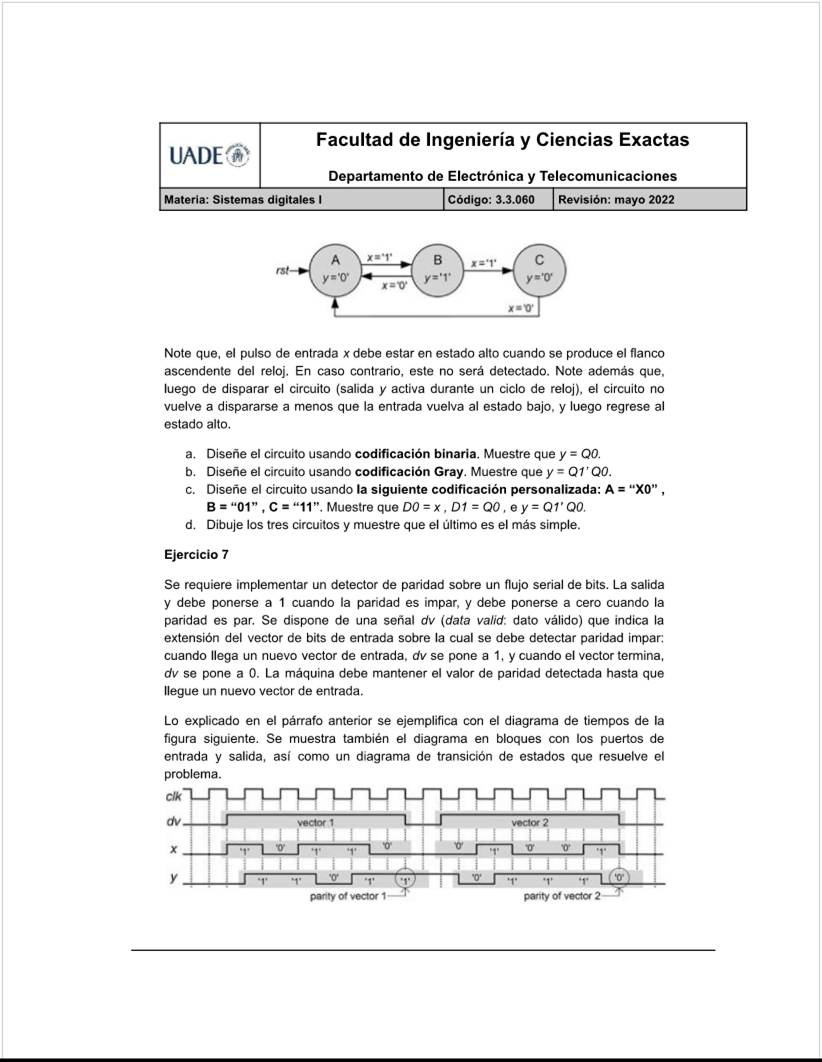 UADE
Facultad de Ingeniería y Ciencias Exactas
Departamento de Electrónica y Telecomunicaciones
Materia: Sistemas digitales I
Código: 3.3.060
Revisión: mayo 2022
rst
A
y='0'
x='1'
x='0'
B
y='1'
x='1'
C
y='0'
x='0'
Note que, el pulso de entrada x debe estar en estado alto cuando se produce el flanco
ascendente del reloj. En caso contrario, este no será detectado. Note además que,
luego de disparar el circuito (salida y activa durante un ciclo de reloj), el circuito no
vuelve a dispararse a menos que la entrada vuelva al estado bajo, y luego regrese al
estado alto.
a. Diseñe el circuito usando codificación binaria. Muestre que y = Q0.
b. Diseñe el circuito usando codificación Gray. Muestre que y = Q1' Q0.
c. Diseñe el circuito usando la siguiente codificación personalizada: A = “X0” ,
B = “01” , C = “11”. Muestre que D0 = x , D1 = Q0 , e y = Q1' Q0.
d. Dibuje los tres circuitos y muestre que el último es el más simple.
Ejercicio 7
Se requiere implementar un detector de paridad sobre un flujo serial de bits. La salida
y debe ponerse a 1 cuando la paridad es impar, y debe ponerse a cero cuando la
paridad es par. Se dispone de una señal dv (data valid: dato válido) que indica la
extensión del vector de bits de entrada sobre la cual se debe detectar paridad impar:
cuando llega un nuevo vector de entrada, dv se pone a 1, y cuando el vector termina,
dv se pone a 0. La máquina debe mantener el valor de paridad detectada hasta que
llegue un nuevo vector de entrada.
Lo explicado en el párrafo anterior se ejemplifica con el diagrama de tiempos de la
figura siguiente. Se muestra también el diagrama en bloques con los puertos de
entrada y salida, así como un diagrama de transición de estados que resuelve el
problema.
clk
dv vector 1 vector 2
x '1' '0' '1' '1' '0' '0' '1' '0' '0' '1'
y '1' '1' '0' '1' '1' '0' '1' '1' '1' '0'
parity of vector 1 parity of vector 2